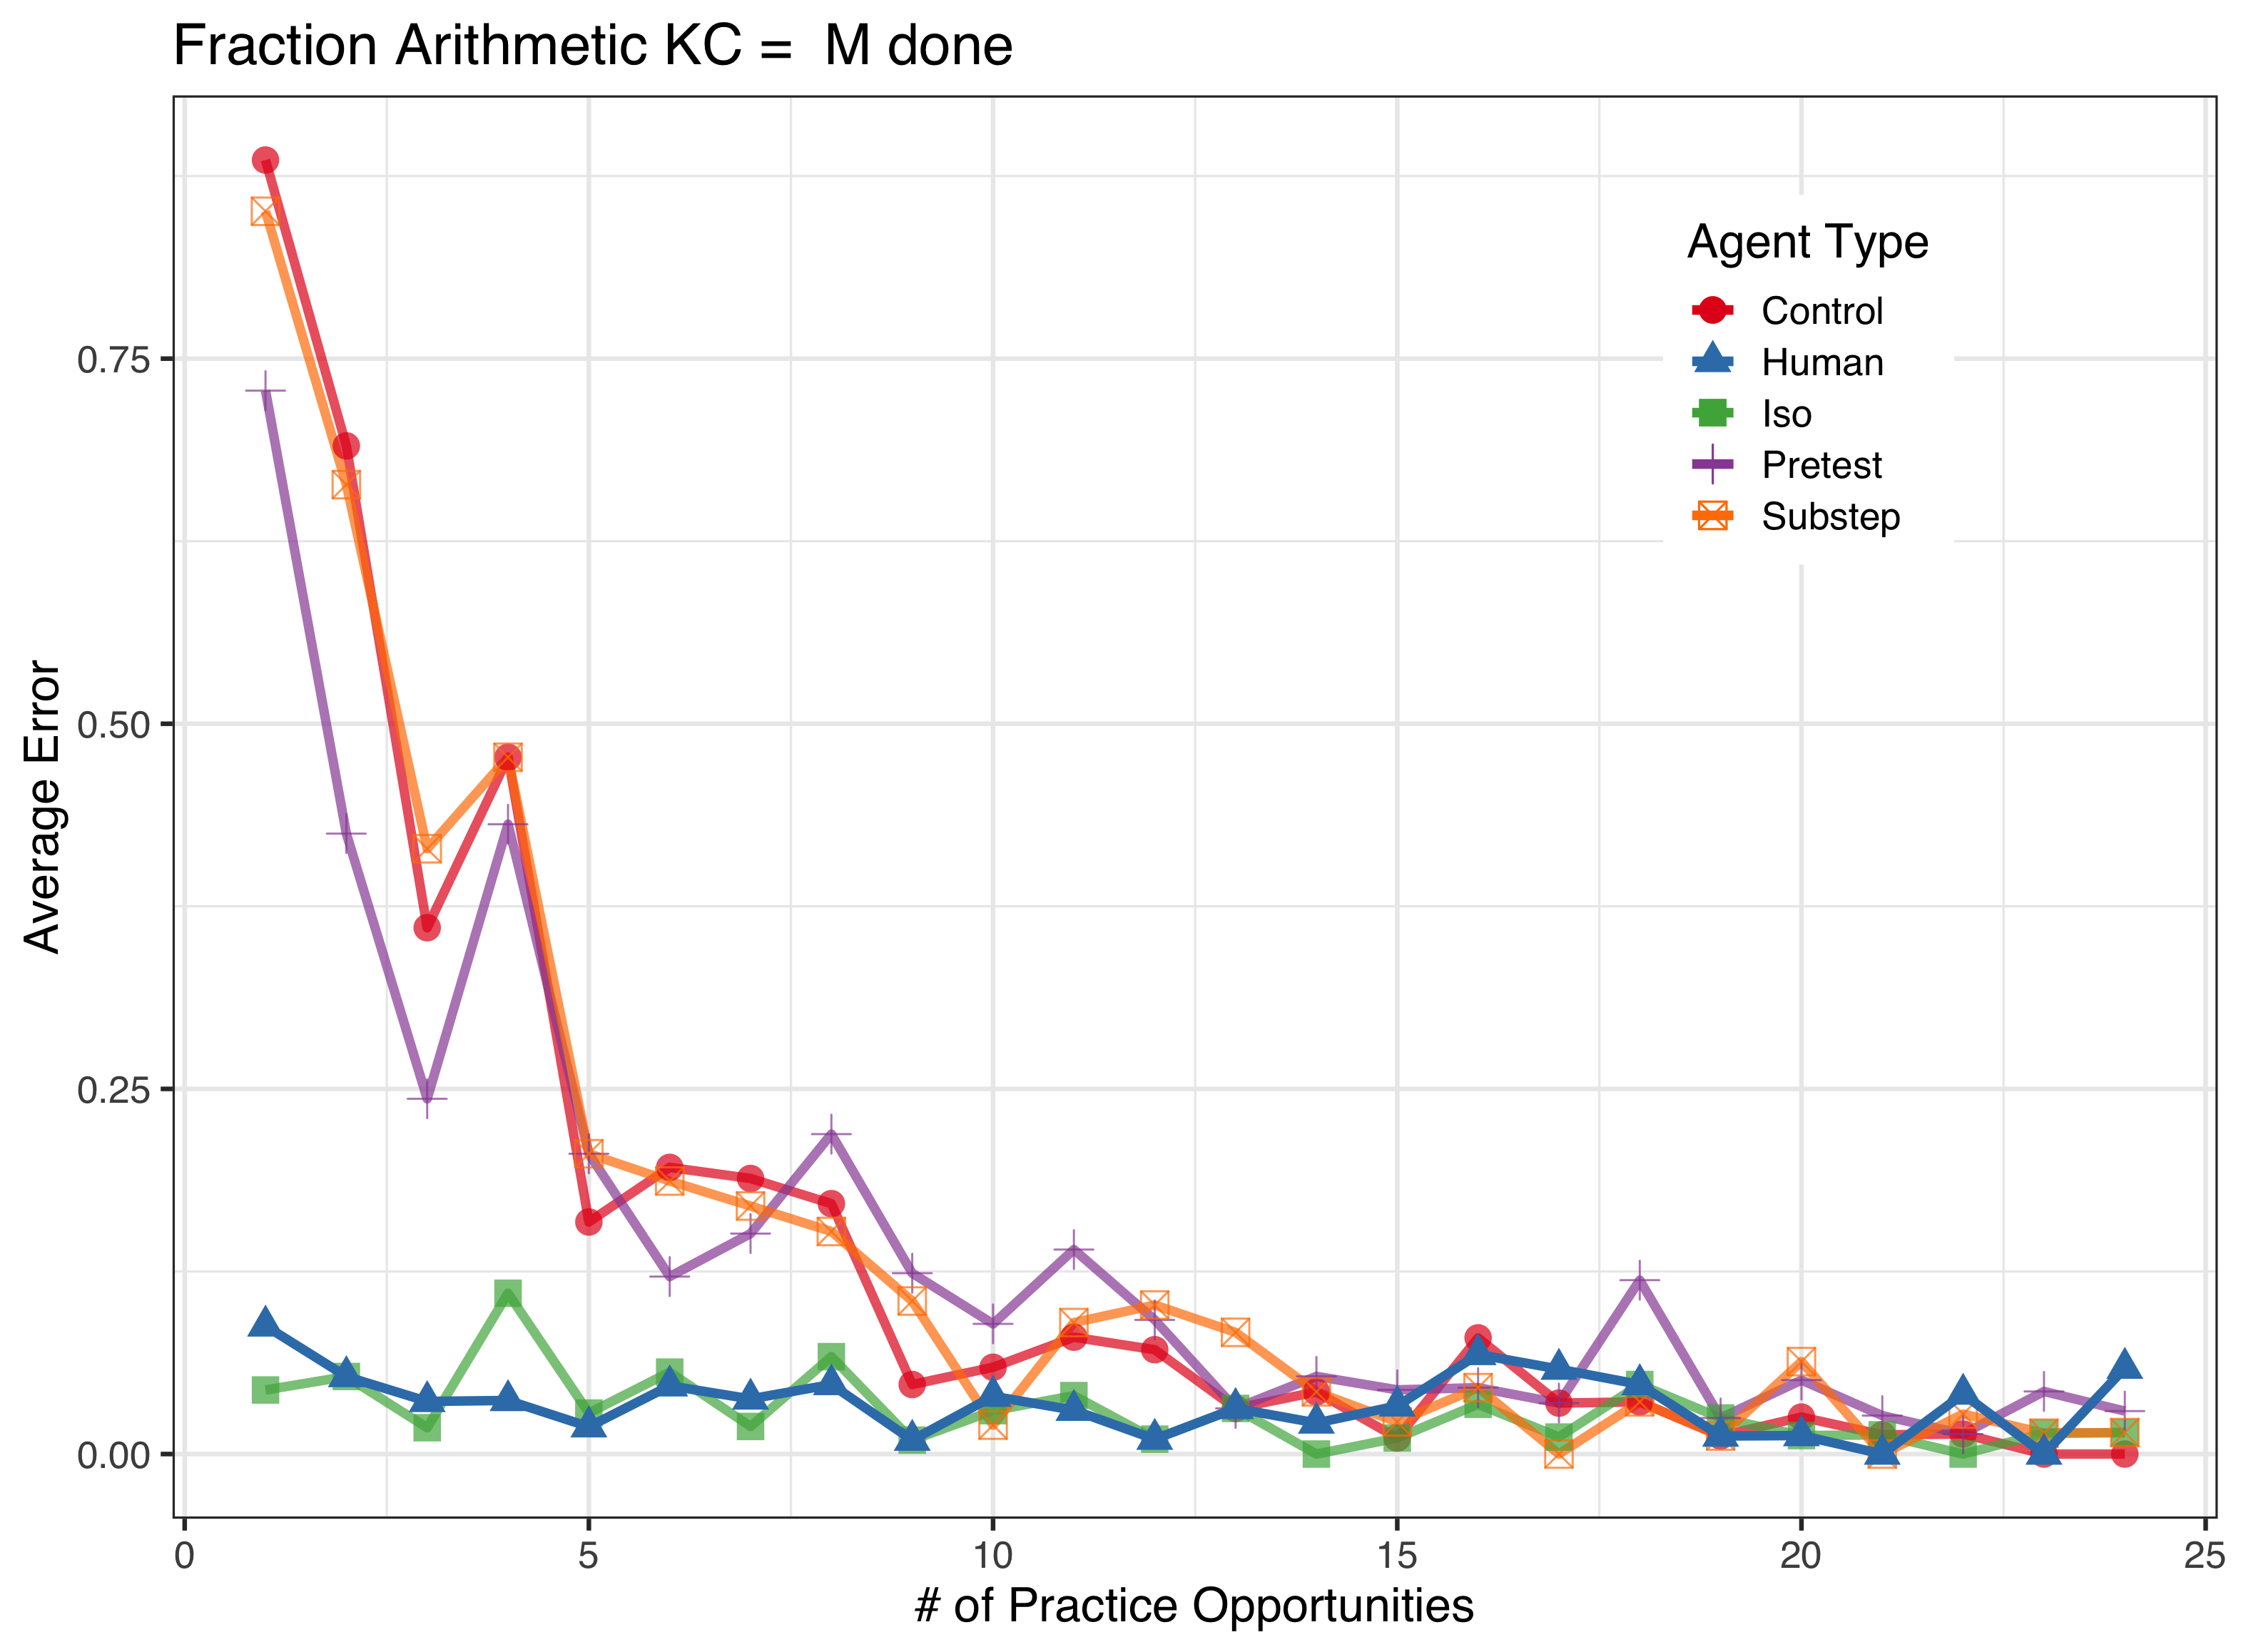 Fraction Arithmetic KC =  M done
Average Error
0.75
0.50
0.25
0.00
Agent Type
Control
Human
Iso
Pretest
Substep
0 5 10 15 20 25
# of Practice Opportunities